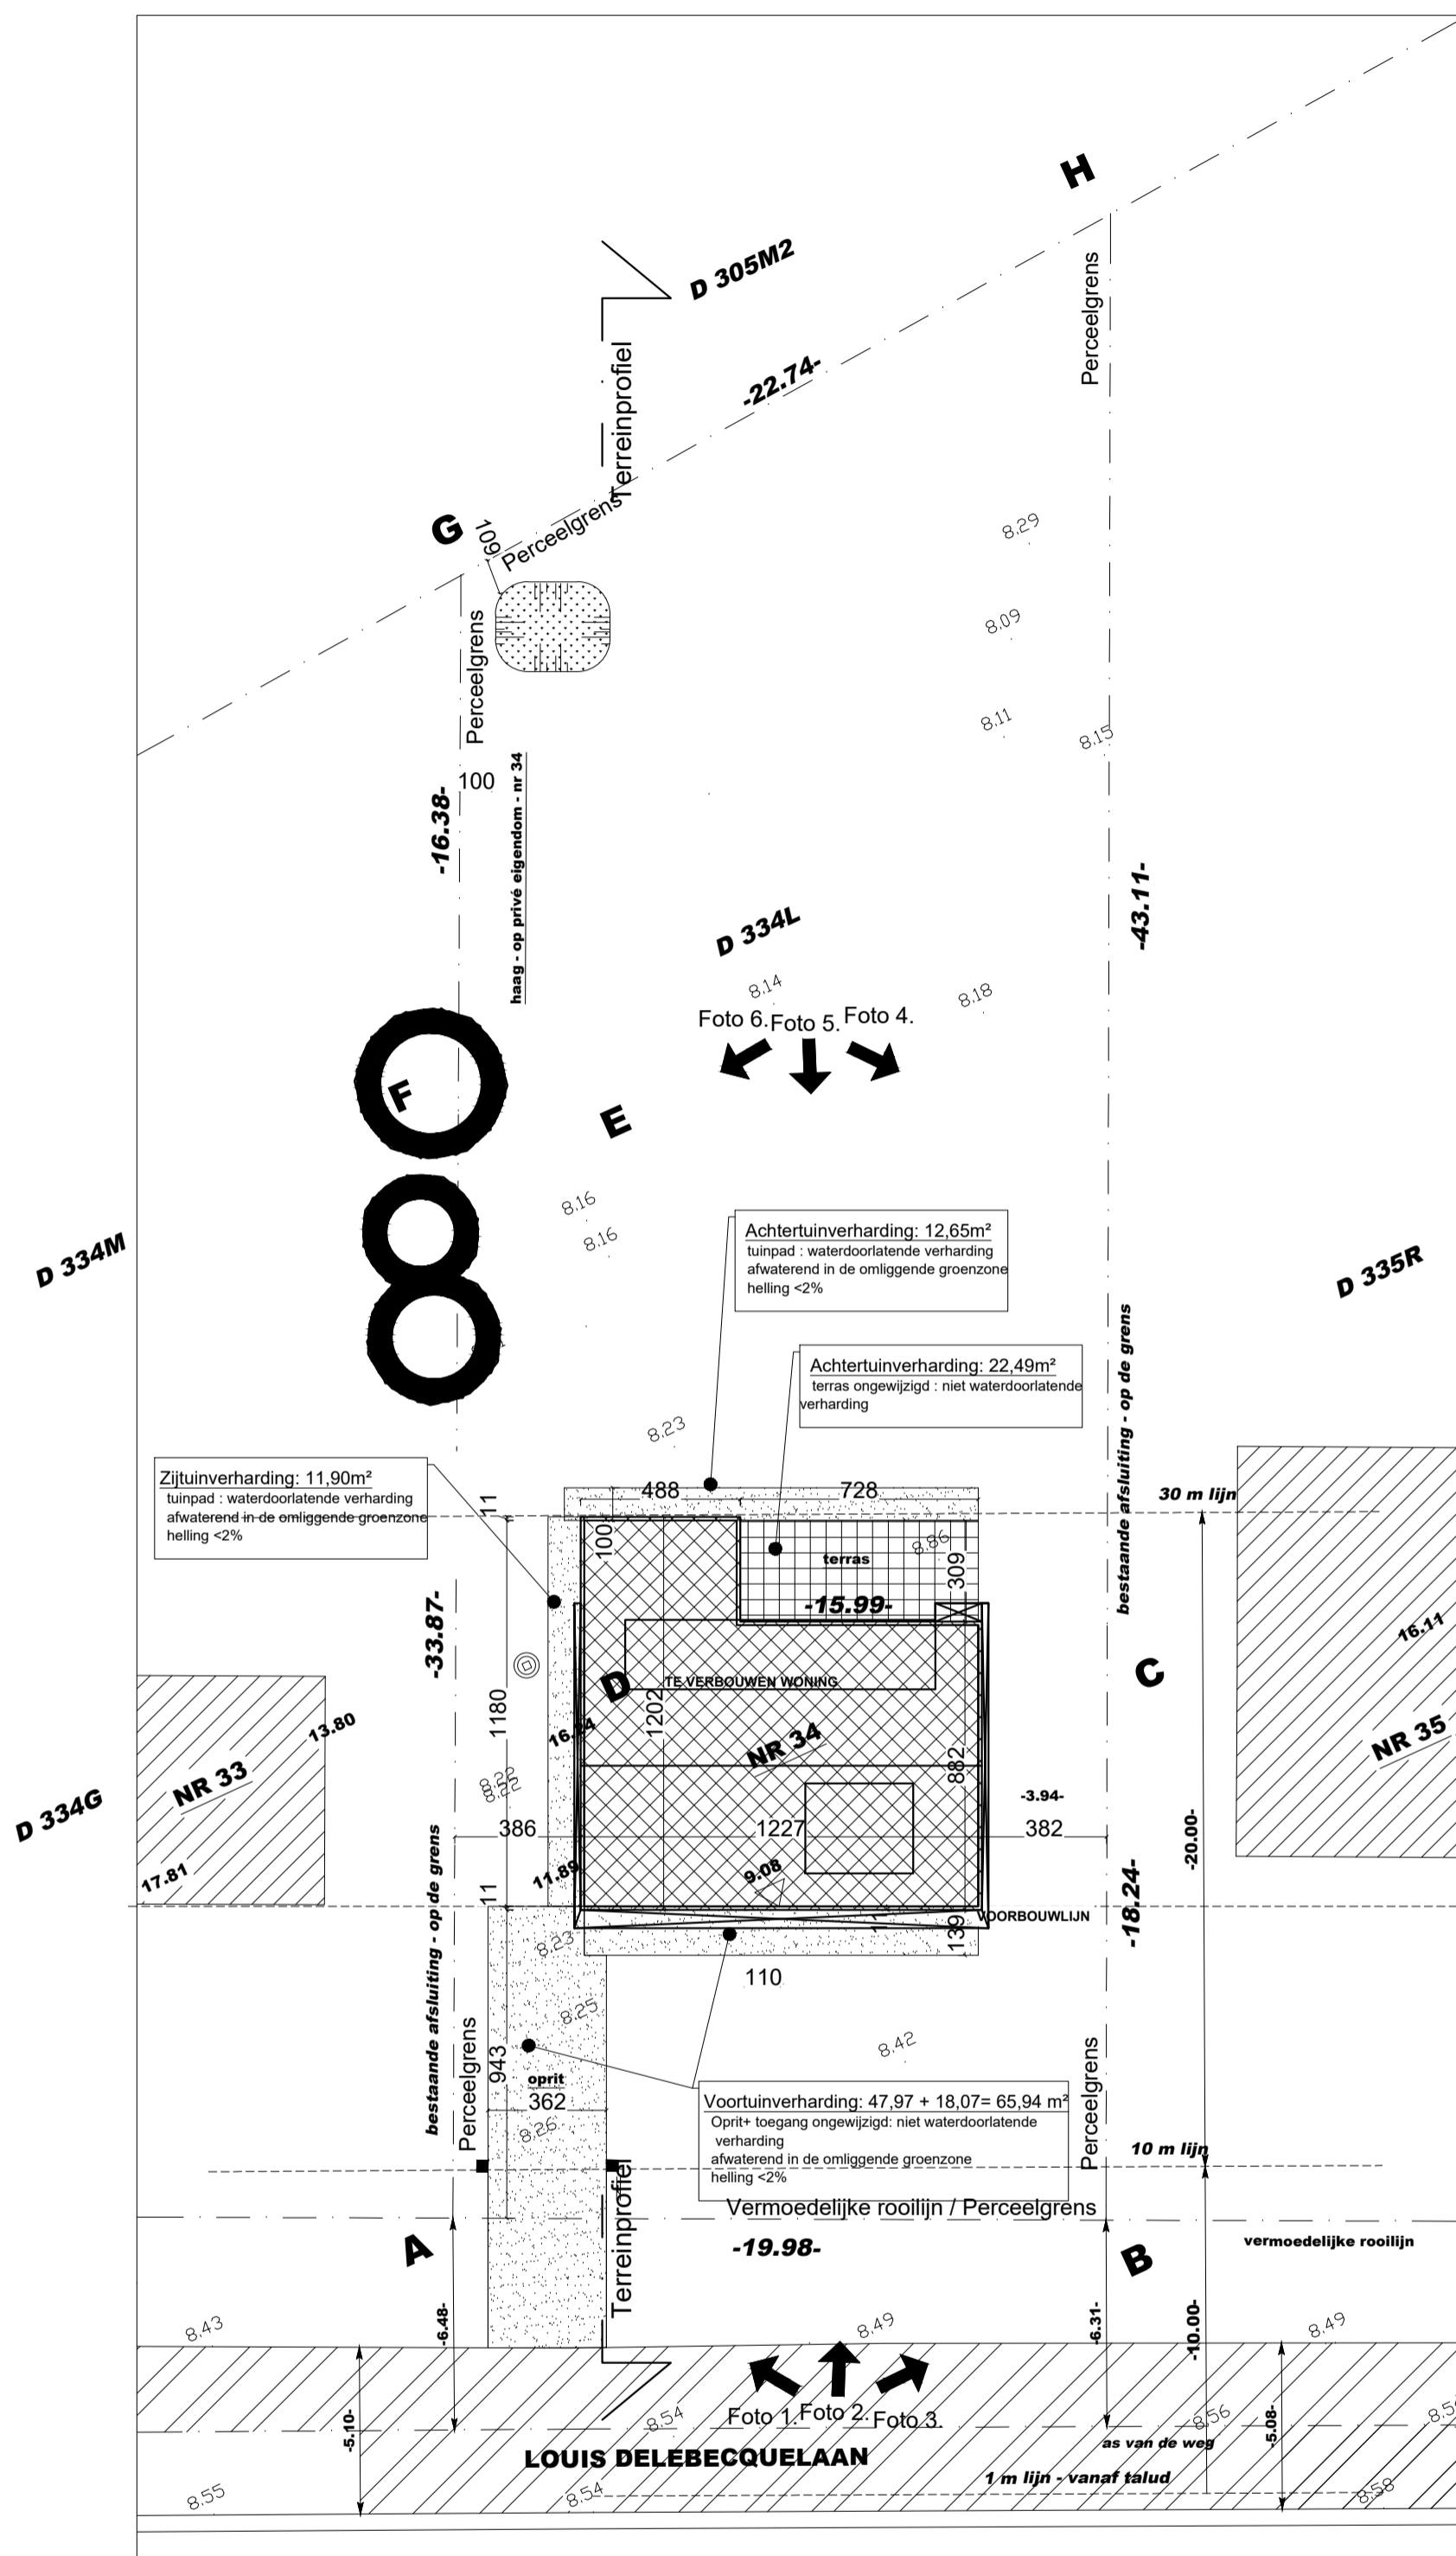 H
D 305M2
Perceelgrens
Terreinprofiel
-22.74-
G
109
Perceelgrens
8.29
8.09
Perceelgrens
8.11
8.15
100
-16.38-
haag - op privé eigendom - nr 34
-43.11-
D 334L
8.14
8.18
Foto 6.
Foto 5.
Foto 4.
F
E
8.16
8.16
Achtertuinverharding: 12,65m²
tuinpad : waterdoorlatende verharding
afwaterend in de omliggende groenzone
helling <2%
D 334M
D 335R
Achtertuinverharding: 22,49m²
terras ongewijzigd : niet waterdoorlatende
verharding
bestaande afsluiting - op de grens
8.23
Zijtuinverharding: 11,90m²
tuinpad : waterdoorlatende verharding
afwaterend in de omliggende groenzone
helling <2%
11
488
728
30 m lijn
100
8.86
terras
309
-15.99-
-33.87-
16.11
D
TE VERBOUWEN WONING
C
1180
1202
13.80
NR 34
NR 35
NR 33
8.22
8.22
882
D 334G
-3.94-
386
1227
382
-20.00-
17.81
11.89
9.08
11
-18.24-
bestaande afsluiting - op de grens
11
139
VOORBOUWLIJN
8.23
110
8.25
8.42
Perceelgrens
943
oprit
362
8.26
Voortuinverharding: 47,97 + 18,07= 65,94 m²
Oprit+ toegang ongewijzigd: niet waterdoorlatende
verharding
afwaterend in de omliggende groenzone
helling <2%
Perceelgrens
10 m lijn
Terreinprofiel
Vermoedelijke rooilijn / Perceelgrens
A
-19.98-
B
vermoedelijke rooilijn
-6.48-
-6.31-
-10.00-
8.43
8.49
8.49
-5.10-
8.54
Foto 1.
Foto 2.
Foto 3.
8.56
-5.08-
LOUIS DELEBECQUELAAN
as van de weg
1 m lijn - vanaf talud
8.55
8.54
8.58